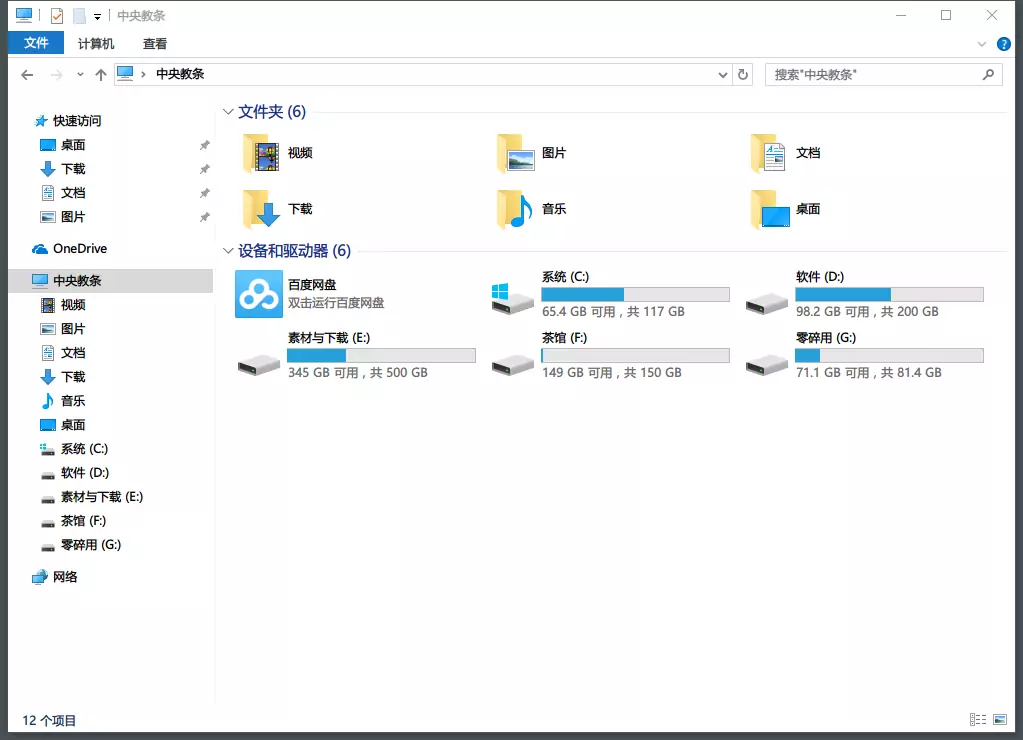 中央教条
文件 计算机 查看
中央教条 搜索"中央教条"
快速访问
桌面
下载
文档
图片
OneDrive
中央教条
视频
图片
文档
下载
音乐
桌面
系统 (C:)
软件 (D:)
素材与下载 (E:)
茶馆 (F:)
零碎用 (G:)
网络
文件夹 (6)
视频 图片 文档
下载 音乐 桌面
设备和驱动器 (6)
百度网盘
双击运行百度网盘
系统 (C:)
65.4 GB 可用，共 117 GB
软件 (D:)
98.2 GB 可用，共 200 GB
素材与下载 (E:)
345 GB 可用，共 500 GB
茶馆 (F:)
149 GB 可用，共 150 GB
零碎用 (G:)
71.1 GB 可用，共 81.4 GB
12 个项目